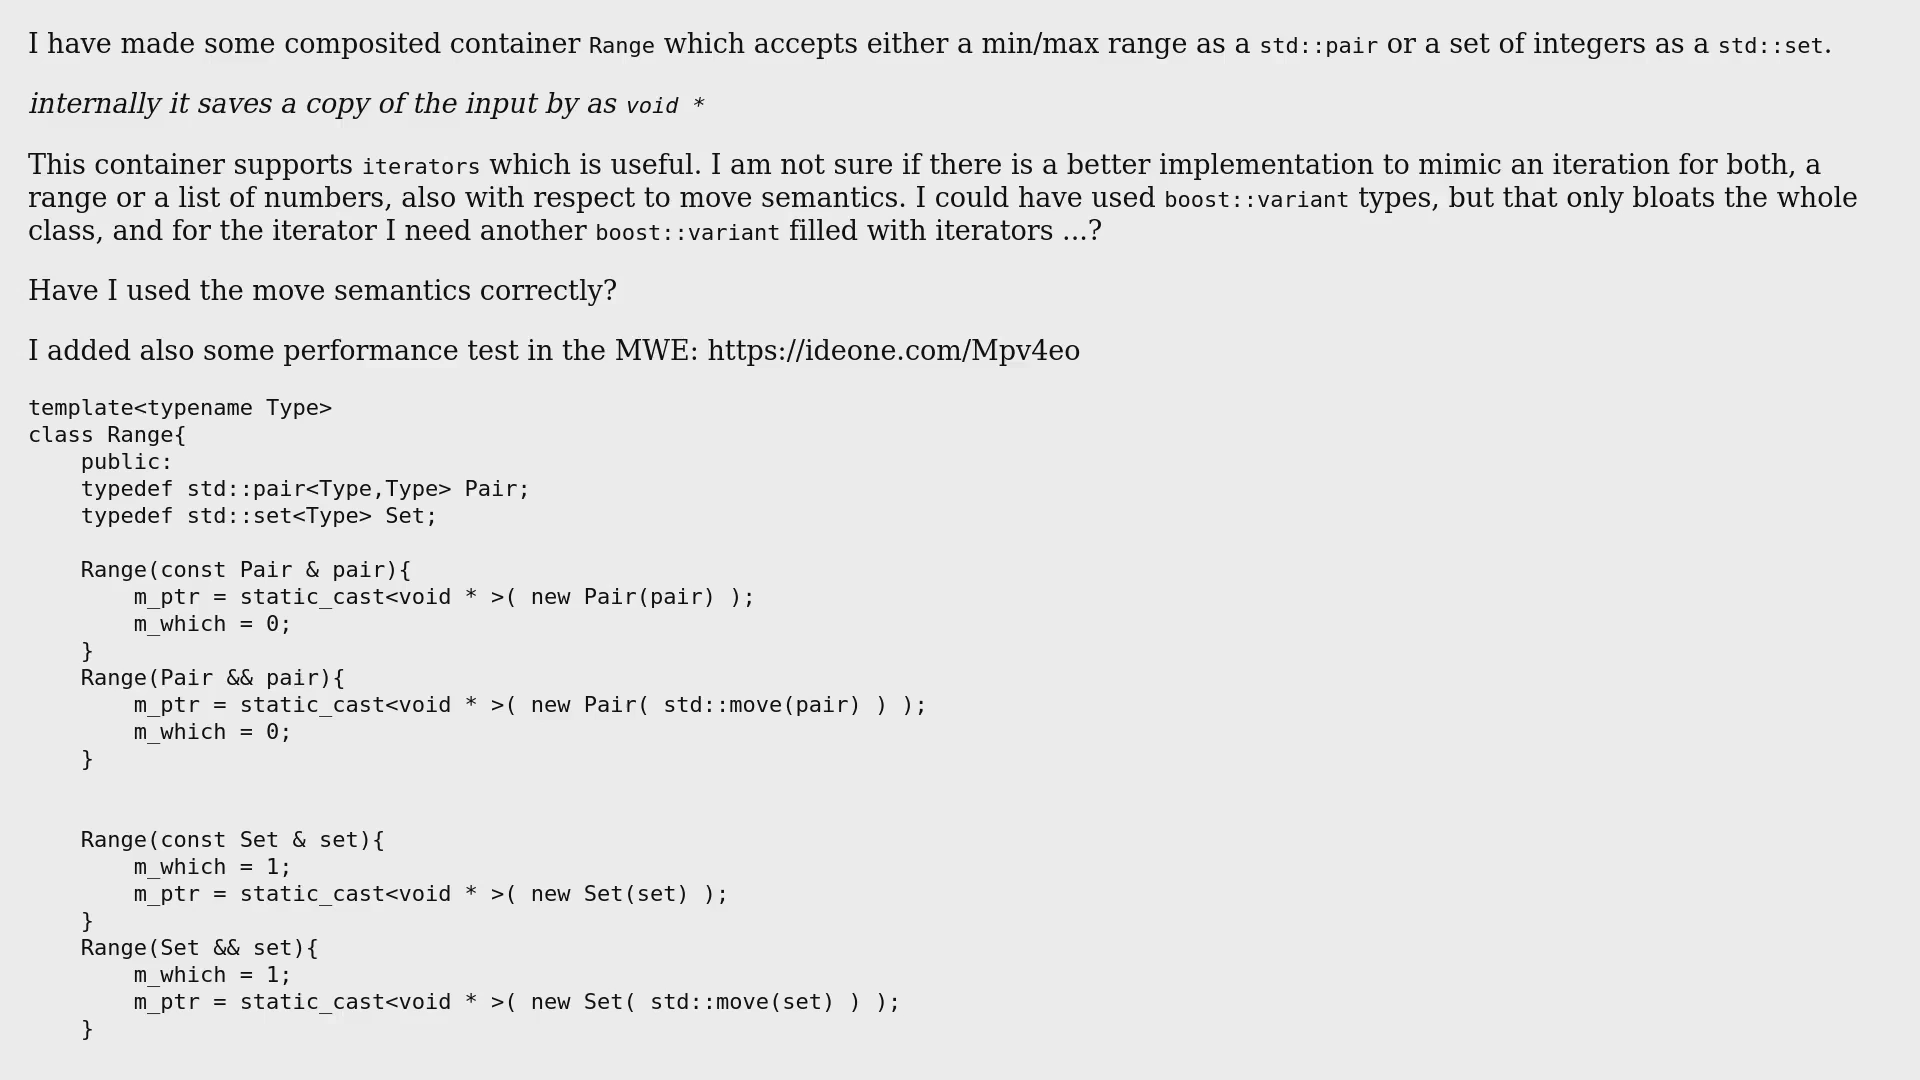 I have made some composited container Range which accepts either a min/max range as a std::pair or a set of integers as a std::set.
internally it saves a copy of the input by as void *
This container supports iterators which is useful. I am not sure if there is a better implementation to mimic an iteration for both, a
range or a list of numbers, also with respect to move semantics. I could have used boost::variant types, but that only bloats the whole
class, and for the iterator I need another boost::variant filled with iterators ...?
Have I used the move semantics correctly?
I added also some performance test in the MWE: https://ideone.com/Mpv4eo
template<typename Type>
class Range{
    public:
    typedef std::pair<Type,Type> Pair;
    typedef std::set<Type> Set;

    Range(const Pair & pair){
        m_ptr = static_cast<void * >( new Pair(pair) );
        m_which = 0;
    }
    Range(Pair && pair){
        m_ptr = static_cast<void * >( new Pair( std::move(pair) ) );
        m_which = 0;
    }


    Range(const Set & set){
        m_which = 1;
        m_ptr = static_cast<void * >( new Set(set) );
    }
    Range(Set && set){
        m_which = 1;
        m_ptr = static_cast<void * >( new Set( std::move(set) ) );
    }